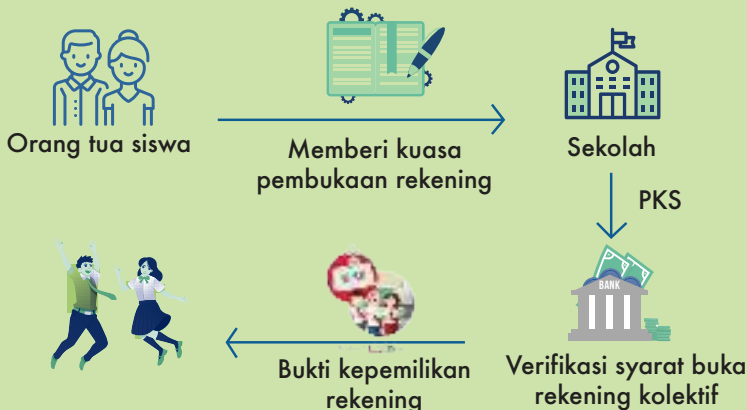 Orang tua siswa
Memberi kuasa
pembukaan rekening
Sekolah
PKS
BANK
Verifikasi syarat buka
rekening kolektif
Bukti kepemilikan
rekening